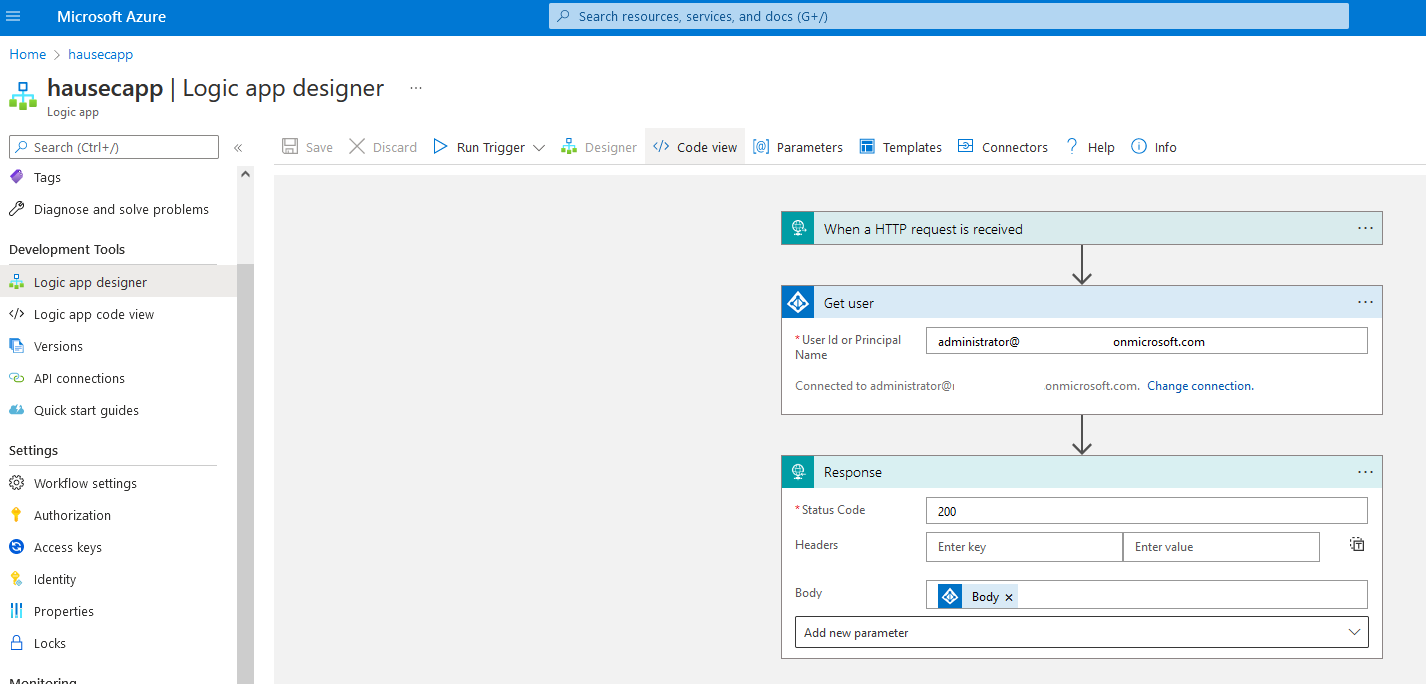 Microsoft Azure
Search resources, services, and docs (G+/)
Home > hausecapp
hausecapp | Logic app designer ...
Logic app
Search (Ctrl+/) «
Save Discard Run Trigger Designer </> Code view [@] Parameters Templates Connectors ? Help Info
Tags
Diagnose and solve problems
Development Tools
Logic app designer
</> Logic app code view
Versions
API connections
Quick start guides
Settings
Workflow settings
Authorization
Access keys
Identity
Properties
Locks
Monitoring
When a HTTP request is received ...
Get user ...
*User Id or Principal Name
administrator@ onmicrosoft.com
Connected to administrator@ onmicrosoft.com. Change connection.
Response ...
*Status Code
200
Headers
Enter key Enter value
Body
Body ×
Add new parameter